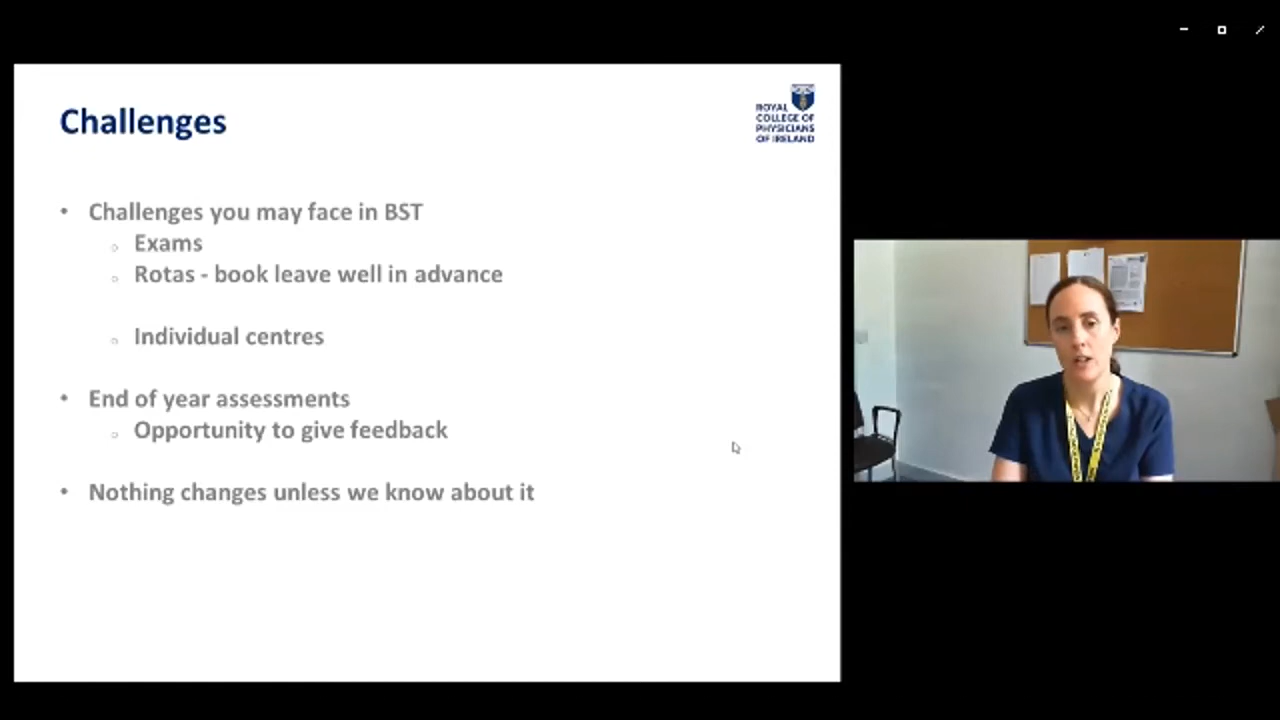 Challenges
ROYAL
COLLEGE OF
PHYSICIANS
OF IRELAND
• Challenges you may face in BST
○ Exams
○ Rotas - book leave well in advance
○ Individual centres
• End of year assessments
○ Opportunity to give feedback
• Nothing changes unless we know about it